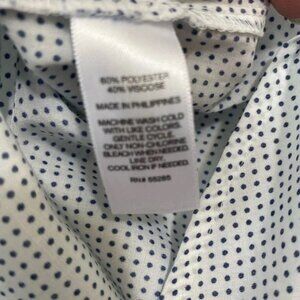 60% POLYESTER
40% VISCOSE
MADE IN PHILIPPINES
MACHINE WASH COLD
WITH LIKE COLORS.
GENTLE CYCLE.
ONLY NON-CHLORINE
BLEACH WHEN NEEDED.
LINE DRY.
COOL IRON IF NEEDED.
RN# 55285